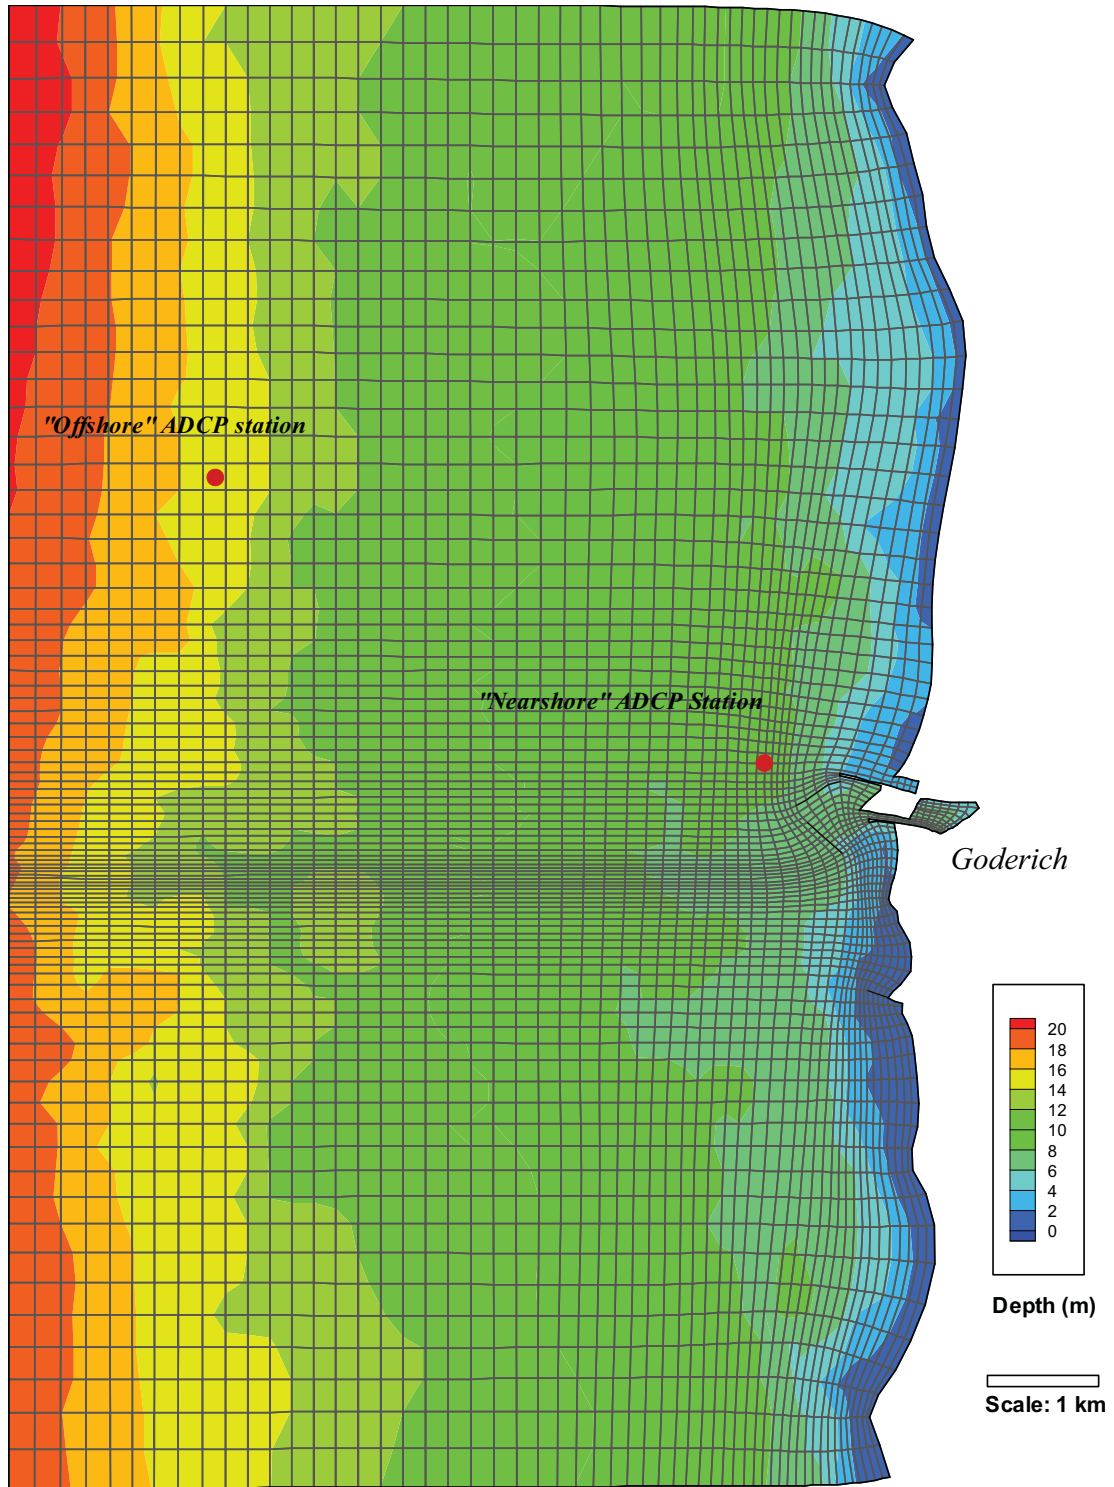 "Offshore" ADCP station
"Nearshore" ADCP Station
Goderich
20
18
16
14
12
10
8
6
4
2
0
Depth (m)
Scale: 1 km